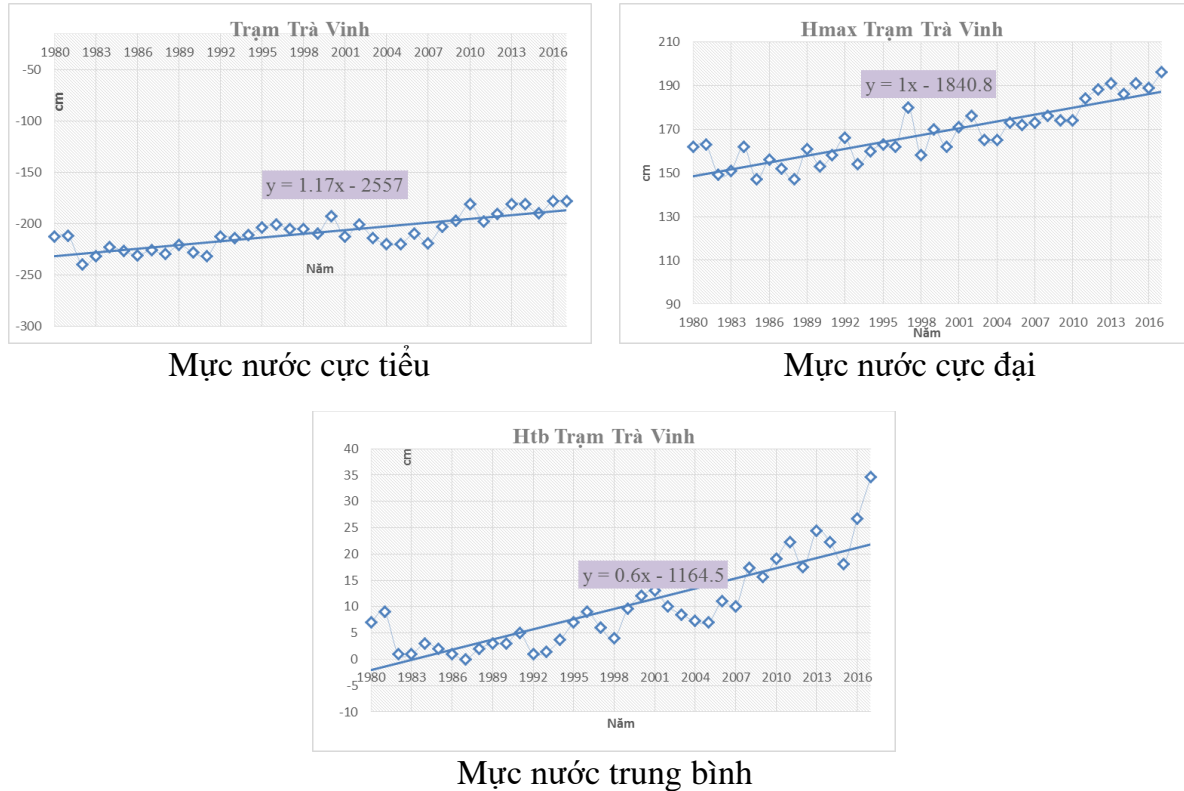 Trạm Trà Vinh
1980 1983 1986 1989 1992 1995 1998 2001 2004 2007 2010 2013 2016
-50
cm
-100
-150
y = 1.17x - 2557
-200
-250
Năm
-300
Mực nước cực tiểu
Hmax Trạm Trà Vinh
210
190
y = 1x - 1840.8
170
cm
150
130
110
90
1980 1983 1986 1989 1992 1995 1998 2001 2004 2007 2010 2013 2016
Năm
Mực nước cực đại
Htb Trạm Trà Vinh
40
cm
35
30
25
20
15
y = 0.6x - 1164.5
10
5
0
1980 1983 1986 1989 1992 1995 1998 2001 2004 2007 2010 2013 2016
-5
-10
Năm
Mực nước trung bình